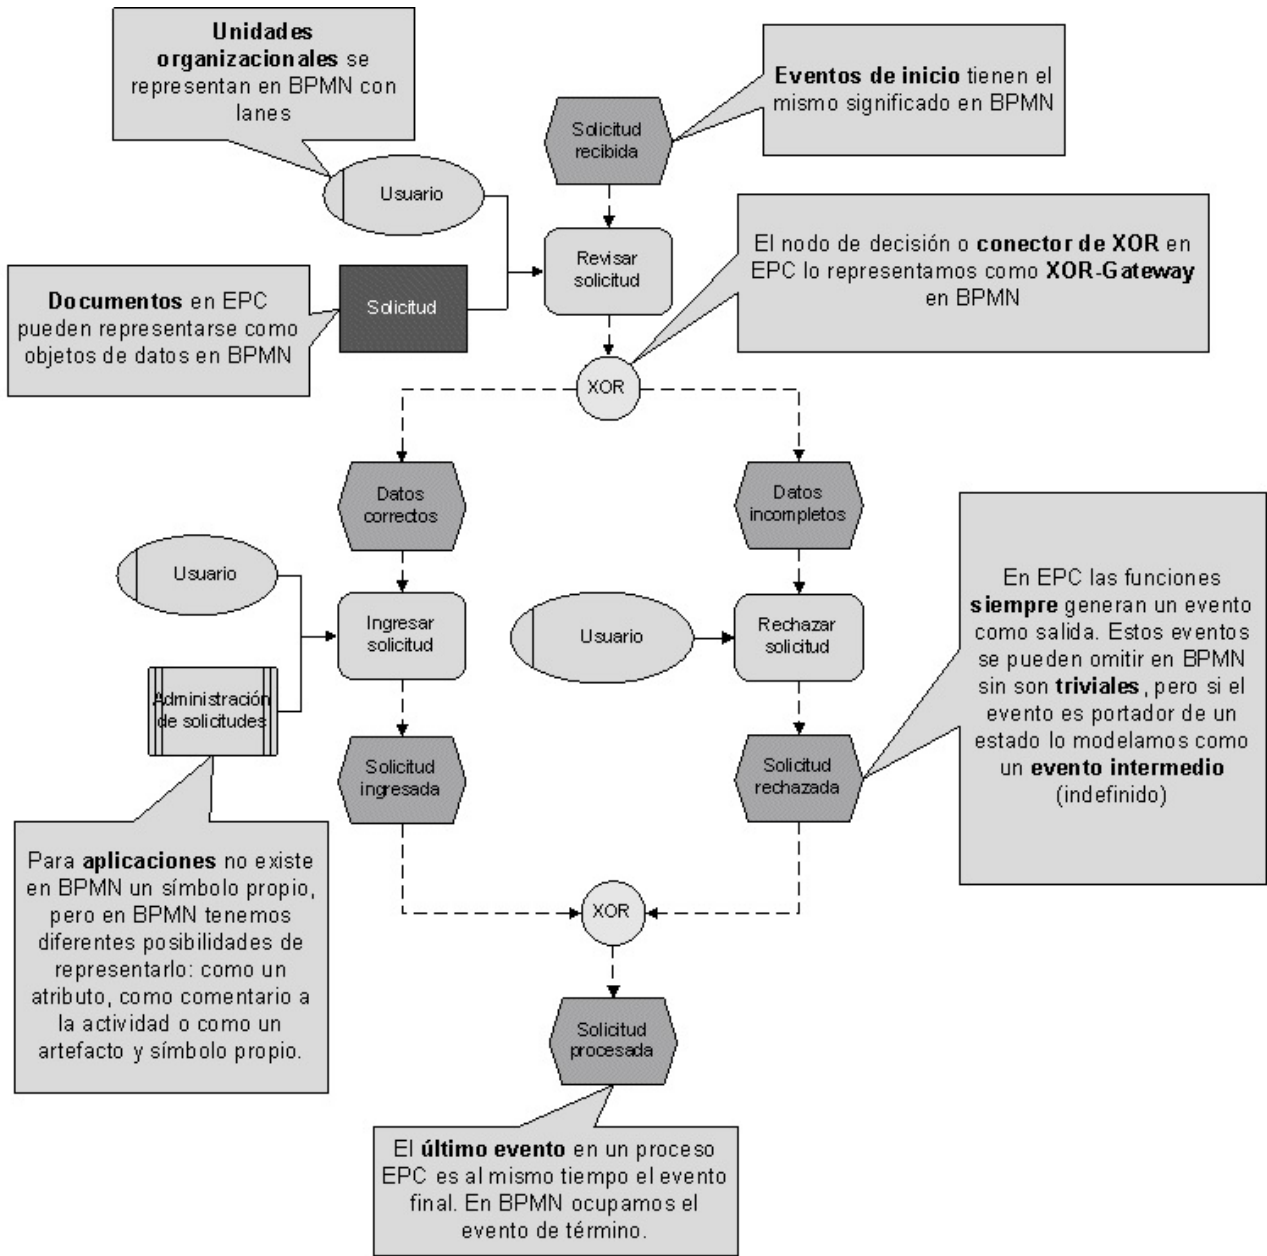 Unidades
organizacionales se
representan en BPMN con
lanes
Eventos de inicio tienen el
mismo significado en BPMN
Solicitud
recibida
Usuario
El nodo de decisión o conector de XOR en
EPC lo representamos como XOR-Gateway
en BPMN
Revisar
solicitud
Documentos en EPC
pueden representarse como
objetos de datos en BPMN
Solicitud
XOR
Datos
correctos
Datos
incompletos
En EPC las funciones
siempre generan un evento
como salida. Estos eventos
se pueden omitir en BPMN
sin son triviales, pero si el
evento es portador de un
estado lo modelamos como
un evento intermedio
(indefinido)
Usuario
Ingresar
solicitud
Usuario
Rechazar
solicitud
Administración
de solicitudes
Solicitud
ingresada
Solicitud
rechazada
Para aplicaciones no existe
en BPMN un símbolo propio,
pero en BPMN tenemos
diferentes posibilidades de
representarlo: como un
atributo, como comentario a
la actividad o como un
artefacto y símbolo propio.
XOR
Solicitud
procesada
El último evento en un proceso
EPC es al mismo tiempo el evento
final. En BPMN ocupamos el
evento de término.